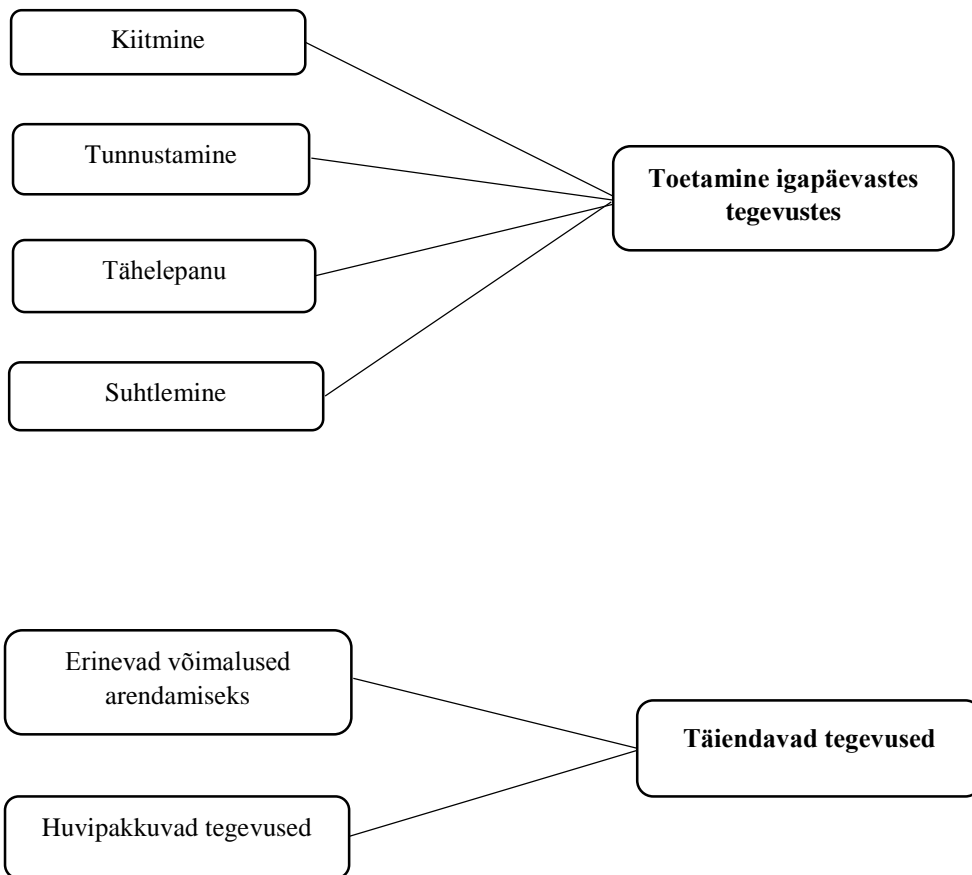 Kiitmine
Tunnustamine
Tähelepanu
Suhtlemine
Toetamine igapäevastes
tegevustes
Erinevad võimalused
arendamiseks
Huvipakkuvad tegevused
Täiendavad tegevused